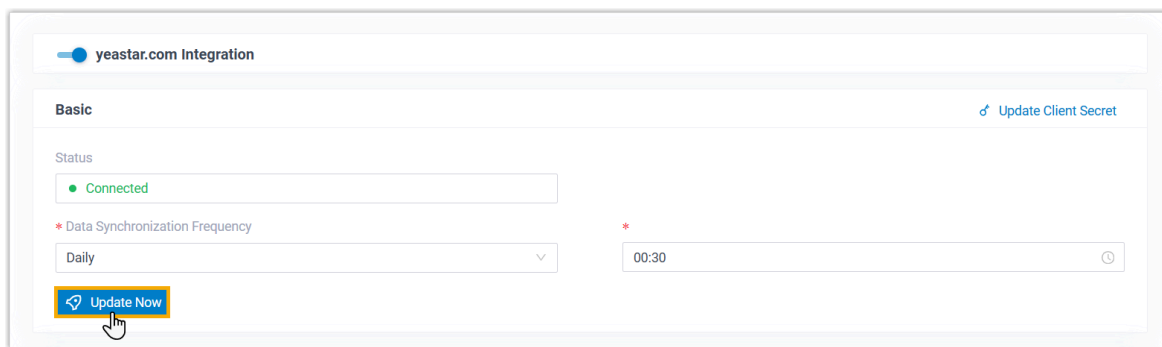 yeastar.com Integration
Basic
Update Client Secret
Status
Connected
* Data Synchronization Frequency
*
Daily
00:30
Update Now